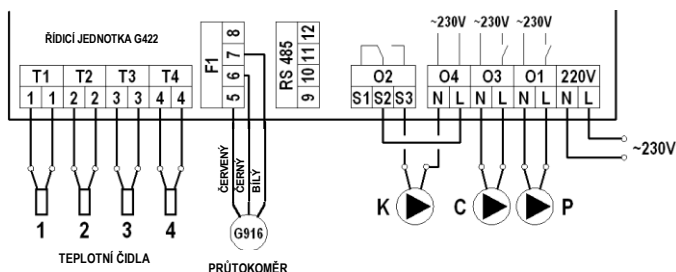 ~230V ~230V ~230V
ŘÍDICÍ JEDNOTKA G422
T1 T2 T3 T4
1 1 2 2 3 3 4 4
F1
8
7
6
5
RS 485
12
11
10
9
O2 O4 O3 O1 220V
S1 S2 S3 N L N L N L N L
~230V
ČERVENÝ
ČERNÝ
BÍLÝ
K C P
1 2 3 4
G916
TEPLOTNÍ ČIDLA
PRŮTOKOMĚR